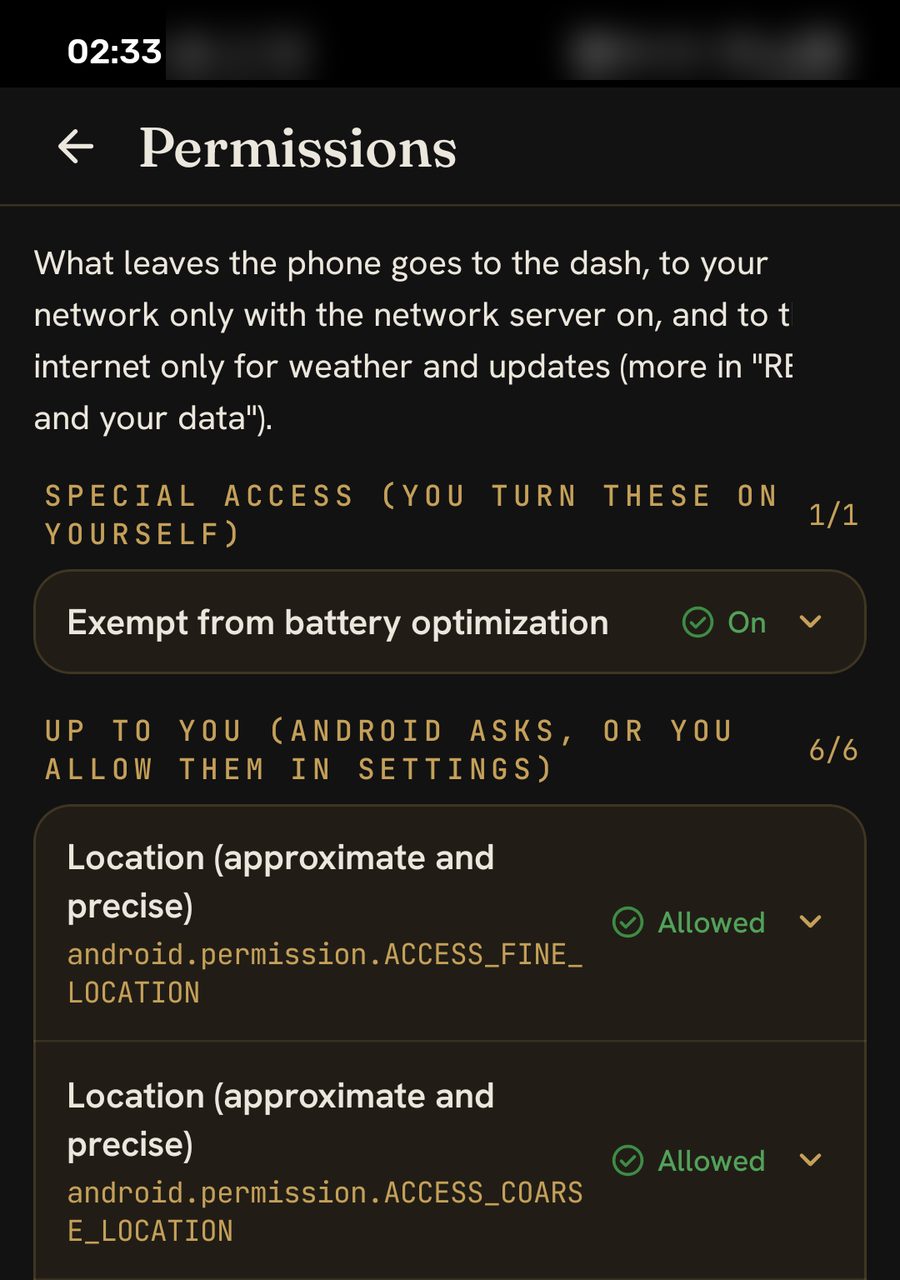 02:33
Permissions
What leaves the phone goes to the dash, to your
network only with the network server on, and to
internet only for weather and updates (more in
and your data").
SPECIAL ACCESS (YOU TURN THESE ON
YOURSELF)
1/1
Exempt from battery optimization
On
UP TO YOU (ANDROID ASKS, OR YOU
ALLOW THEM IN SETTINGS)
6/6
Location (approximate and
precise)
android.permission.ACCESS_FINE_
LOCATION
Allowed
Location (approximate and
precise)
android.permission.ACCESS_COARS
E_LOCATION
Allowed